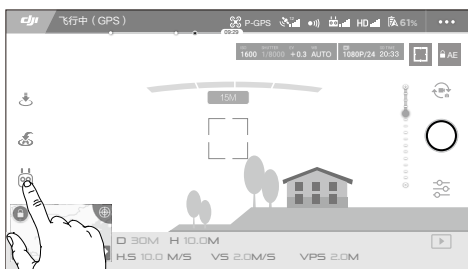 dji 飞行中 ( GPS ) P-GPS HD 61%
09:29
1600 1/8000 +0.3 AUTO 1080P/24 20:33 AE
15M
D 30M H 10.0M
H.S 10.0 M/S VS 2.0M/S VPS 2.0M